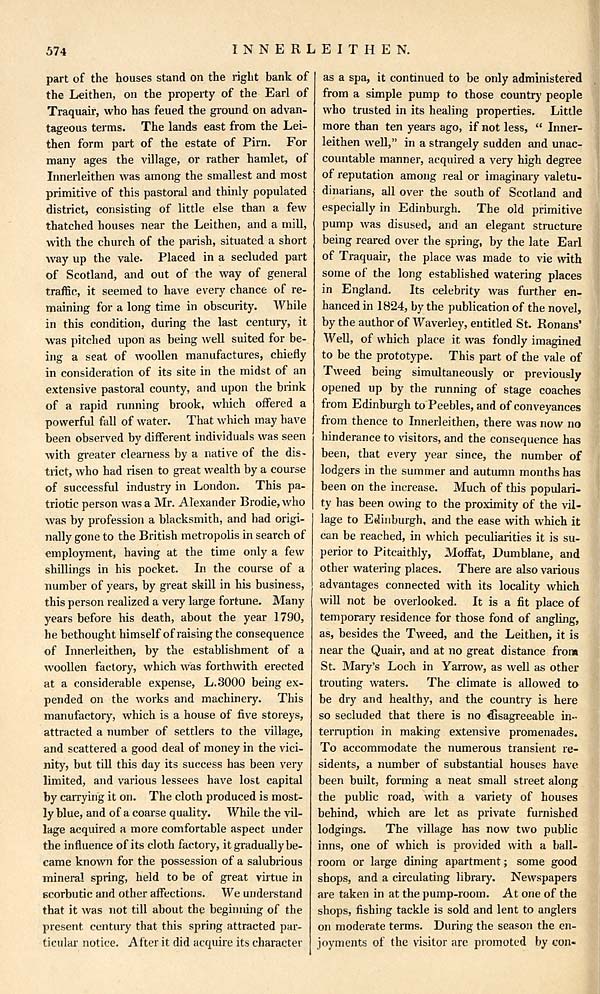 574
INNERLEITHEN.
part of the houses stand on the right bank of
the Leithen, on the property of the Earl of
Traquair, who has feued the ground on advan-
tageous terms. The lands east from the Lei-
then form part of the estate of Pirn. For
many ages the village, or rather hamlet, of
Innerleithen was among the smallest and most
primitive of this pastoral and thinly populated
district, consisting of little else than a few
thatched houses near the Leithen, and a mill,
with the church of the parish, situated a short
way up the vale. Placed in a secluded part
of Scotland, and out of the way of general
traffic, it seemed to have every chance of re-
maining for a long time in obscurity. While
in this condition, during the last century, it
was pitched upon as being well suited for be-
ing a seat of woollen manufactures, chiefly
in consideration of its site in the midst of an
extensive pastoral county, and upon the brink
of a rapid running brook, which offered a
powerful fall of water. That which may have
been observed by different individuals was seen
with greater clearness by a native of the dis-
trict, who had risen to great wealth by a course
of successful industry in London. This pa-
triotic person was a Mr. Alexander Brodie, who
was by profession a blacksmith, and had origi-
nally gone to the British metropolis in search of
employment, having at the time only a few
shillings in his pocket. In the course of a
number of years, by great skill in his business,
this person realized a very large fortune. Many
years before his death, about the year 1790,
he bethought himself of raising the consequence
of Innerleithen, by the establishment of a
woollen factory, which was forthwith erected
at a considerable expense, L.3000 being ex-
pended on the works and machinery. This
manufactory, which is a house of five storeys,
attracted a number of settlers to the village,
and scattered a good deal of money in the vici-
nity, but till this day its success has been very
limited, and various lessees have lost capital
by carrying it on. The cloth produced is most-
ly blue, and of a coarse quality. While the vil-
lage acquired a more comfortable aspect under
the influence of its cloth factory, it gradually be-
came known for the possession of a salubrious
mineral spring, held to be of great virtue in
scorbutic and other affections. We understand
that it was not till about the beginning of the
present century that this spring attracted par-
ticular notice. After it did acquire its character
as a spa, it continued to be only administered
from a simple pump to those country people
who trusted in its healing properties. Little
more than ten years ago, if not less, “ Inner-
leithen well,” in a strangely sudden and unac-
countable manner, acquired a very high degree
of reputation among real or imaginary valetu-
dinarians, all over the south of Scotland and
especially in Edinburgh. The old primitive
pump was disused, and an elegant structure
being reared over the spring, by the late Earl
of Traquair, the place was made to vie with
some of the long established watering places
in England. Its celebrity was further en-
hanced in 1824, by the publication of the novel,
by the author of Waverley, entitled St. Ronans'
Well, of which place it was fondly imagined
to be the prototype. This part of the vale of
Tweed being simultaneously or previously
opened up by the running of stage coaches
from Edinburgh to Peebles, and of conveyances
from thence to Innerleithen, there was now no
hinderance to visitors, and the consequence has
been, that every year since, the number of
lodgers in the summer and autumn months has
been on the increase. Much of this populari-
ty has been owing to the proximity of the vil-
lage to Edinburgh, and the ease with which it
can be reached, in which peculiarities it is su-
perior to Pitcaithly, Moffat, Dumblane, and
other watering places. There are also various
advantages connected with its locality which
will not be overlooked. It is a fit place of
temporary residence for those fond of angling,
as, besides the Tweed, and the Leithen, it is
near the Quair, and at no great distance from
St. Mary's Loch in Yarrow, as well as other
trouting waters. The climate is allowed to
be dry and healthy, and the country is here
so secluded that there is no disagreeable in-
terruption in making extensive promenades.
To accommodate the numerous transient re-
sidents, a number of substantial houses have
been built, forming a neat small street along
the public road, with a variety of houses
behind, which are let as private furnished
lodgings. The village has now two public
inns, one of which is provided with a ball-
room or large dining apartment; some good
shops, and a circulating library. Newspapers
are taken in at the pump-room. At one of the
shops, fishing tackle is sold and lent to anglers
on moderate terms. During the season the en-
joyments of the visitor are promoted by con-